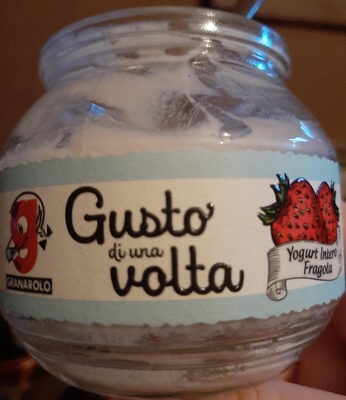 Gusto
di una
volta
GRANAROLO
Yogurt Intero
Fragola